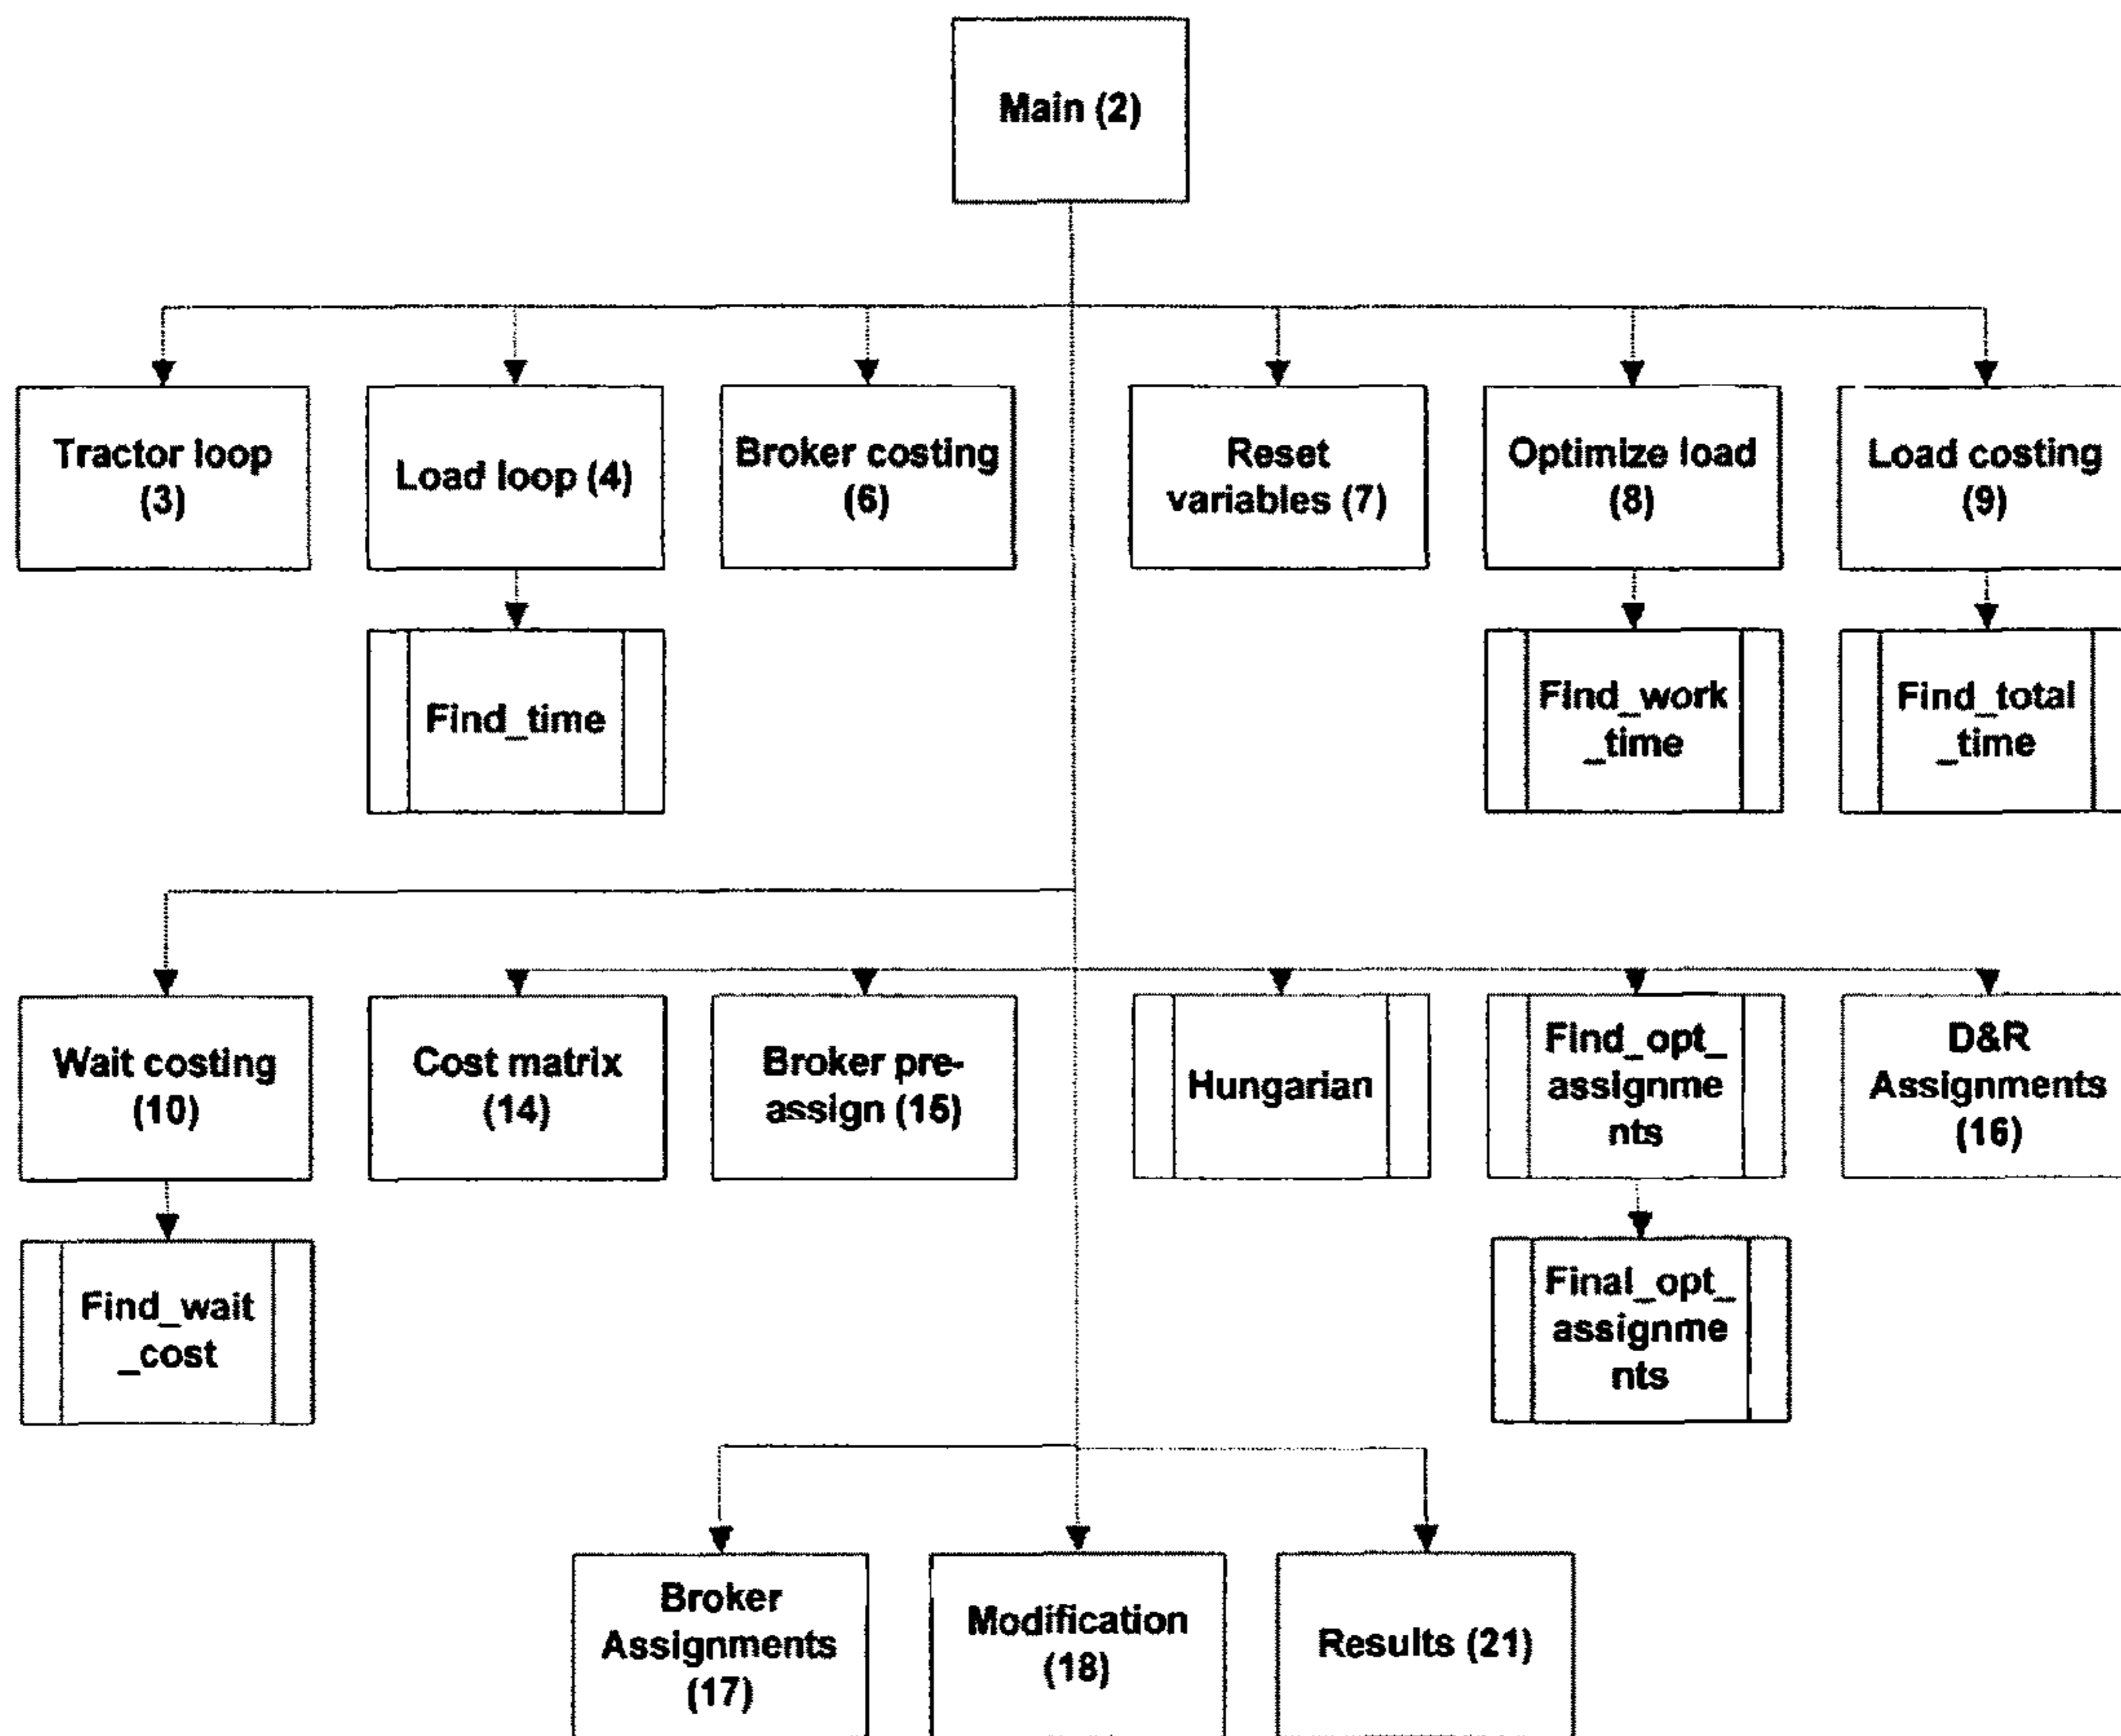 Main (2)
Tractor loop
(3)
Load loop (4)
Broker costing
(6)
Reset
variables (7)
Optimize load
(8)
Load costing
(9)
Find_time
Find_work
_time
Find_total
_time
Wait costing
(10)
Cost matrix
(14)
Broker pre-
assign (15)
Hungarian
Find_opt_
assignme
nts
D&R
Assignments
(16)
Find_wait
_cost
Final_opt_
assignme
nts
Broker
Assignments
(17)
Modification
(18)
Results (21)